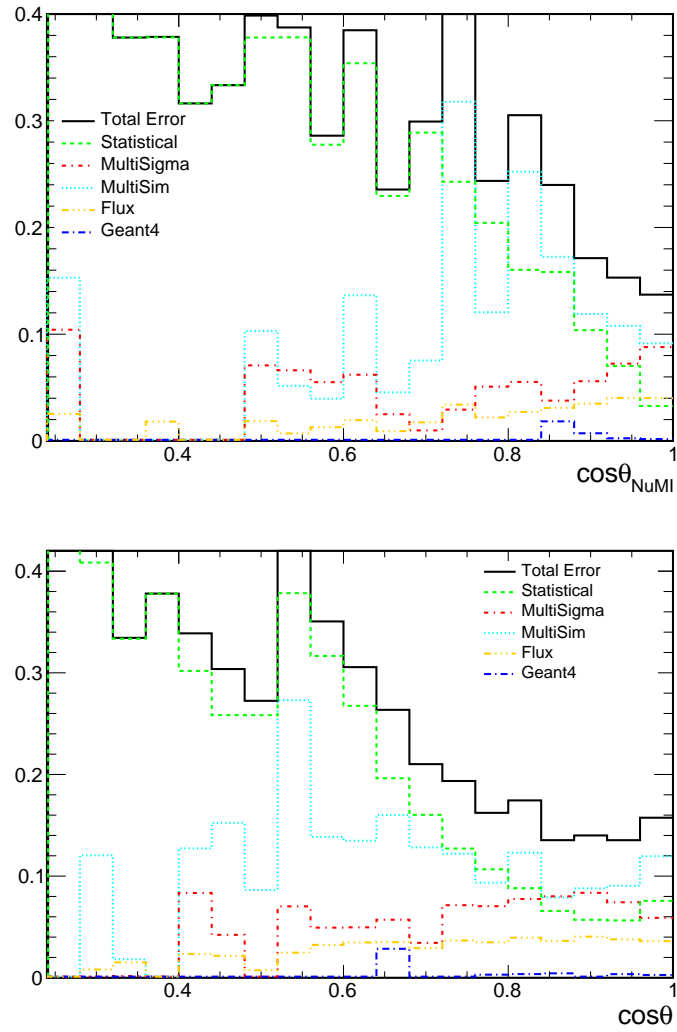 0.4
0.3
0.2
0.1
0
Total Error
Statistical
MultiSigma
MultiSim
Flux
Geant4
0.4 0.6 0.8 1
cosθNuMI
0.4
0.3
0.2
0.1
0
Total Error
Statistical
MultiSigma
MultiSim
Flux
Geant4
0.4 0.6 0.8 1
cosθ